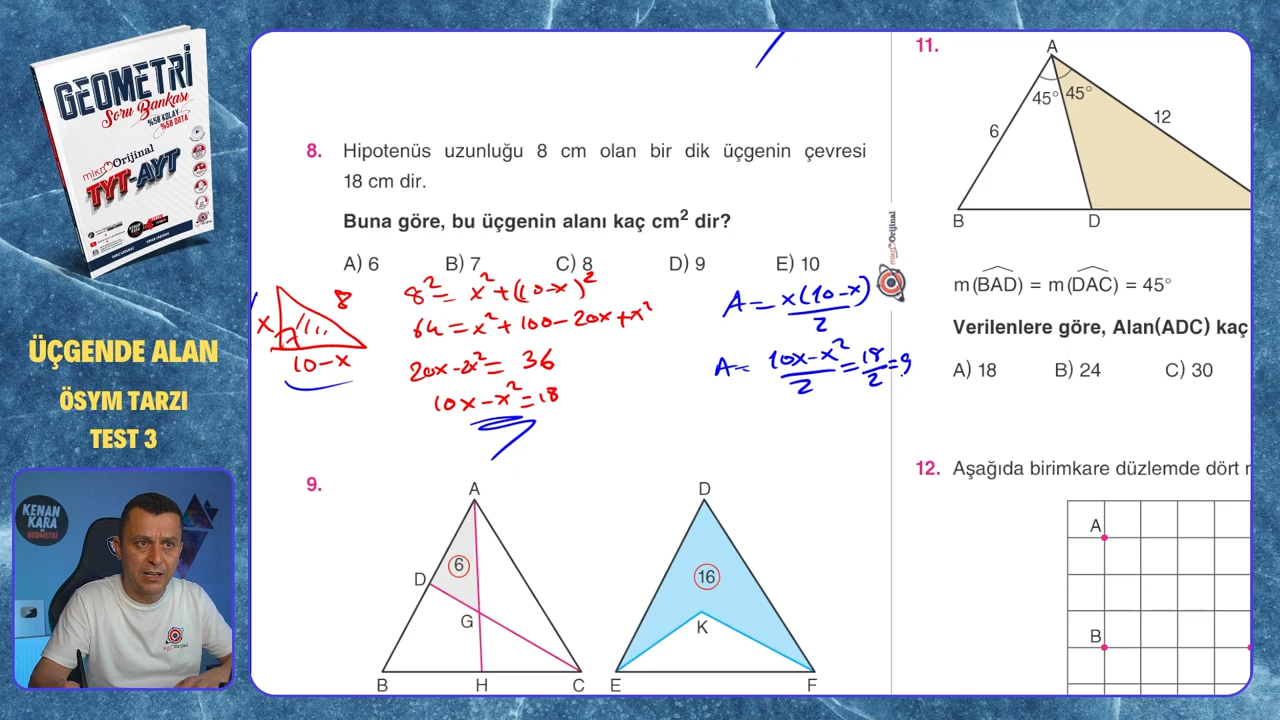 GEOMETRİ
Soru Bankası
%50 KOLAY
%50 ORTA
mikro Orijinal
TYT-AYT
ÜÇGENDE ALAN
ÖSYM TARZI
TEST 3
KENAN
KARA
GEOMETRİ
8. Hipotenüs uzunluğu 8 cm olan bir dik üçgenin çevresi
18 cm dir.
Buna göre, bu üçgenin alanı kaç cm² dir?
A) 6 B) 7 C) 8 D) 9 E) 10
x 8
10-x
8² = x² + (10-x)²
64 = x² + 100 - 20x + x²
20x - 2x² = 36
10x - x² = 18
A = x(10-x)/2
A = 10x-x²/2 = 18/2 = 9
mikro Orijinal
9.
A
6
D
G
B H C
D
16
K
E F
11.
A
45° 45°
6 12
B D
m(BAD) = m(DAC) = 45°
Verilenlere göre, Alan(ADC) kaç
A) 18 B) 24 C) 30
12. Aşağıda birimkare düzlemde dört
A
B